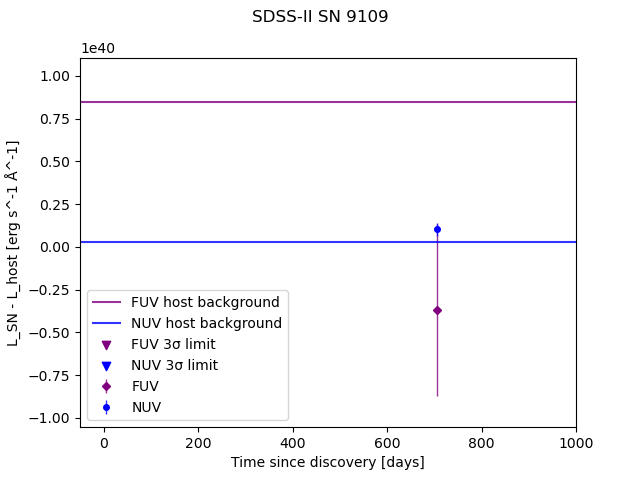 SDSS-II SN 9109
1e40
1.00
0.75
0.50
0.25
0.00
−0.25
−0.50
−0.75
−1.00
L_SN - L_host [erg s^-1 Å^-1]
FUV host background
NUV host background
FUV 3σ limit
NUV 3σ limit
FUV
NUV
0 200 400 600 800 1000
Time since discovery [days]